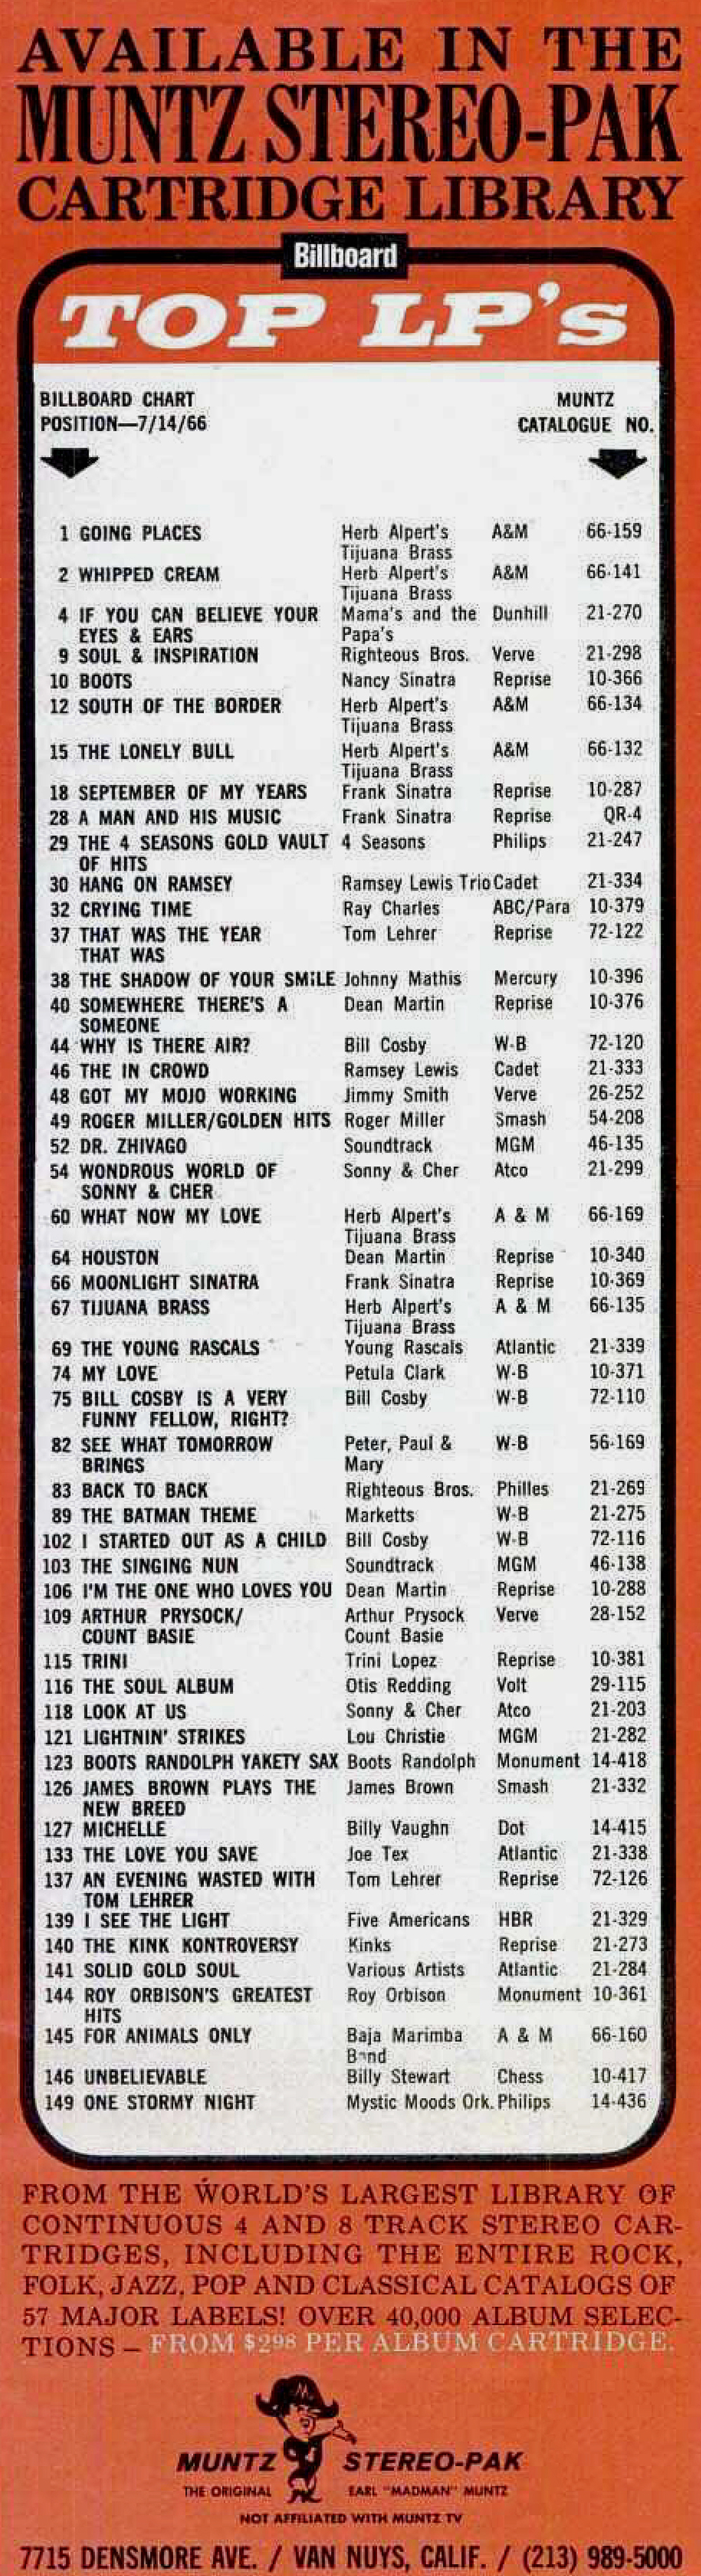 AVAILABLE IN THE
MUNTZ STEREO-PAK
CARTRIDGE LIBRARY
Billboard
TOP LP's
BILLBOARD CHART MUNTZ
POSITION—7/14/66 CATALOGUE NO.
1 GOING PLACES Herb Alpert's A&M 66-159
Tijuana Brass
2 WHIPPED CREAM Herb Alpert's A&M 66-141
Tijuana Brass
4 IF YOU CAN BELIEVE YOUR Mama's and the Dunhill 21-270
EYES & EARS Papa's
9 SOUL & INSPIRATION Righteous Bros. Verve 21-298
10 BOOTS Nancy Sinatra Reprise 10-366
12 SOUTH OF THE BORDER Herb Alpert's A&M 66-134
Tijuana Brass
15 THE LONELY BULL Herb Alpert's A&M 66-132
Tijuana Brass
18 SEPTEMBER OF MY YEARS Frank Sinatra Reprise 10-287
28 A MAN AND HIS MUSIC Frank Sinatra Reprise QR-4
29 THE 4 SEASONS GOLD VAULT 4 Seasons Philips 21-247
OF HITS
30 HANG ON RAMSEY Ramsey Lewis Trio Cadet 21-334
32 CRYING TIME Ray Charles ABC/Para 10-379
37 THAT WAS THE YEAR Tom Lehrer Reprise 72-122
THAT WAS
38 THE SHADOW OF YOUR SMILE Johnny Mathis Mercury 10-396
40 SOMEWHERE THERE'S A Dean Martin Reprise 10-376
SOMEONE
44 WHY IS THERE AIR? Bill Cosby W-B 72-120
46 THE IN CROWD Ramsey Lewis Cadet 21-333
48 GOT MY MOJO WORKING Jimmy Smith Verve 26-252
49 ROGER MILLER/GOLDEN HITS Roger Miller Smash 54-208
52 DR. ZHIVAGO Soundtrack MGM 46-135
54 WONDROUS WORLD OF Sonny & Cher Atco 21-299
SONNY & CHER
60 WHAT NOW MY LOVE Herb Alpert's A & M 66-169
Tijuana Brass
64 HOUSTON Dean Martin Reprise 10-340
66 MOONLIGHT SINATRA Frank Sinatra Reprise 10-369
67 TIJUANA BRASS Herb Alpert's A & M 66-135
Tijuana Brass
69 THE YOUNG RASCALS Young Rascals Atlantic 21-339
74 MY LOVE Petula Clark W-B 10-371
75 BILL COSBY IS A VERY Bill Cosby W-B 72-110
FUNNY FELLOW, RIGHT?
82 SEE WHAT TOMORROW Peter, Paul & W-B 56-169
BRINGS Mary
83 BACK TO BACK Righteous Bros. Philles 21-269
89 THE BATMAN THEME Marketts W-B 21-275
102 I STARTED OUT AS A CHILD Bill Cosby W-B 72-116
103 THE SINGING NUN Soundtrack MGM 46-138
106 I'M THE ONE WHO LOVES YOU Dean Martin Reprise 10-288
109 ARTHUR PRYSOCK/ Arthur Prysock Verve 28-152
COUNT BASIE Count Basie
115 TRINI Trini Lopez Reprise 10-381
116 THE SOUL ALBUM Otis Redding Volt 29-115
118 LOOK AT US Sonny & Cher Atco 21-203
121 LIGHTNIN' STRIKES Lou Christie MGM 21-282
123 BOOTS RANDOLPH YAKETY SAX Boots Randolph Monument 14-418
126 JAMES BROWN PLAYS THE James Brown Smash 21-332
NEW BREED
127 MICHELLE Billy Vaughn Dot 14-415
133 THE LOVE YOU SAVE Joe Tex Atlantic 21-338
137 AN EVENING WASTED WITH Tom Lehrer Reprise 72-126
TOM LEHRER
139 I SEE THE LIGHT Five Americans HBR 21-329
140 THE KINK KONTROVERSY Kinks Reprise 21-273
141 SOLID GOLD SOUL Various Artists Atlantic 21-284
144 ROY ORBISON'S GREATEST Roy Orbison Monument 10-361
HITS
145 FOR ANIMALS ONLY Baja Marimba A & M 66-160
Band
146 UNBELIEVABLE Billy Stewart Chess 10-417
149 ONE STORMY NIGHT Mystic Moods Ork. Philips 14-436
FROM THE WORLD'S LARGEST LIBRARY OF
CONTINUOUS 4 AND 8 TRACK STEREO CAR-
TRIDGES, INCLUDING THE ENTIRE ROCK,
FOLK, JAZZ, POP AND CLASSICAL CATALOGS OF
57 MAJOR LABELS! OVER 40,000 ALBUM SELEC-
TIONS — FROM $298 PER ALBUM CARTRIDGE.
M
MUNTZ STEREO-PAK
THE ORIGINAL EARL "MADMAN" MUNTZ
NOT AFFILIATED WITH MUNTZ TV
7715 DENSMORE AVE. / VAN NUYS, CALIF. / (213) 989-5000